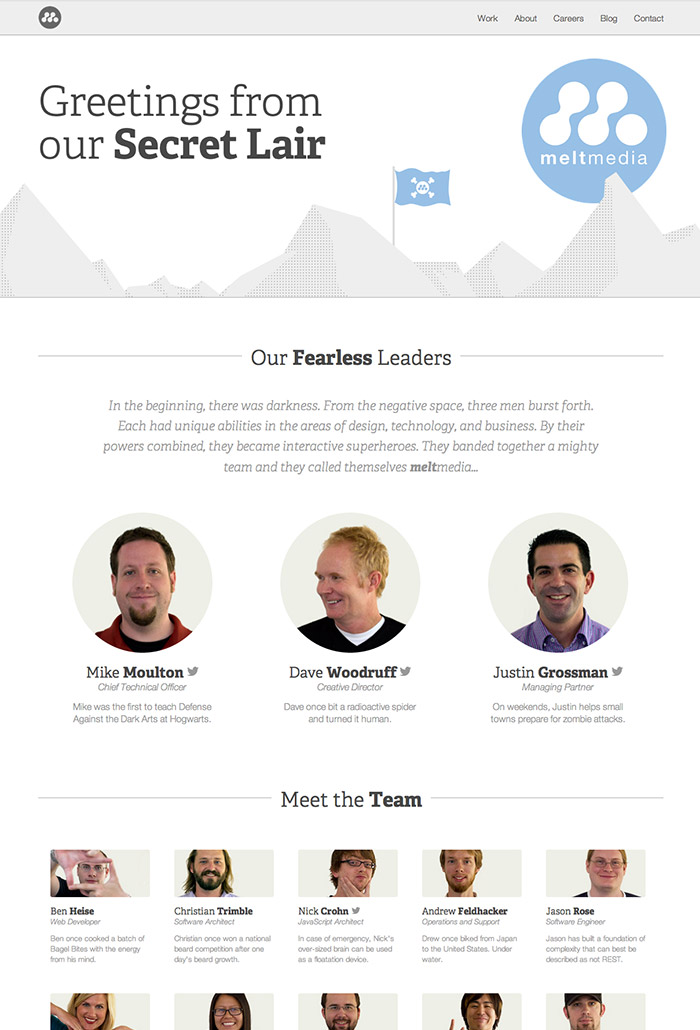 Work About Careers Blog Contact
Greetings from
our Secret Lair
meltmedia
Our Fearless Leaders
In the beginning, there was darkness. From the negative space, three men burst forth.
Each had unique abilities in the areas of design, technology, and business. By their
powers combined, they became interactive superheroes. They banded together a mighty
team and they called themselves meltmedia...
Mike Moulton
Chief Technical Officer
Mike was the first to teach Defense
Against the Dark Arts at Hogwarts.
Dave Woodruff
Creative Director
Dave once bit a radioactive spider
and turned it human.
Justin Grossman
Managing Partner
On weekends, Justin helps small
towns prepare for zombie attacks.
Meet the Team
Ben Heise
Web Developer
Ben once cooked a batch of
Bagel Bites with the energy
from his mind.
Christian Trimble
Software Architect
Christian once won a national
beard competition after one
day's beard growth.
Nick Crohn
JavaScript Architect
In case of emergency, Nick's
over-sized brain can be used
as a floatation device.
Andrew Feldhacker
Operations and Support
Drew once biked from Japan
to the United States. Under
water.
Jason Rose
Software Engineer
Jason has built a foundation of
complexity that can best be
described as not REST.